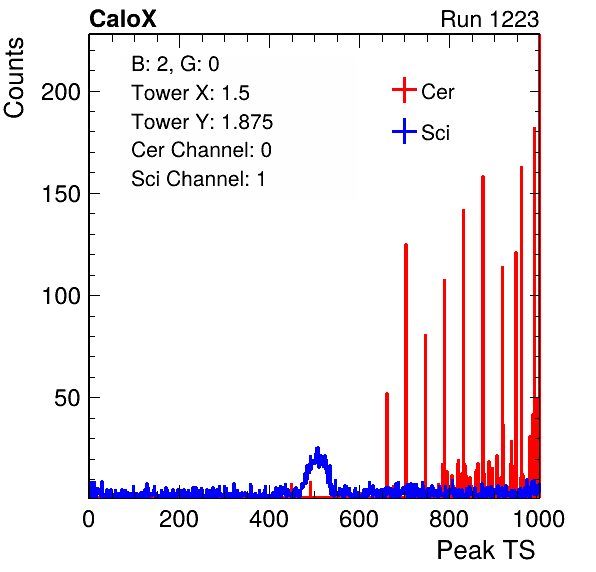 CaloX Run 1223
Counts
B: 2, G: 0
Tower X: 1.5
Tower Y: 1.875
Cer Channel: 0
Sci Channel: 1
Cer
Sci
200
150
100
50
0 200 400 600 800 1000
Peak TS